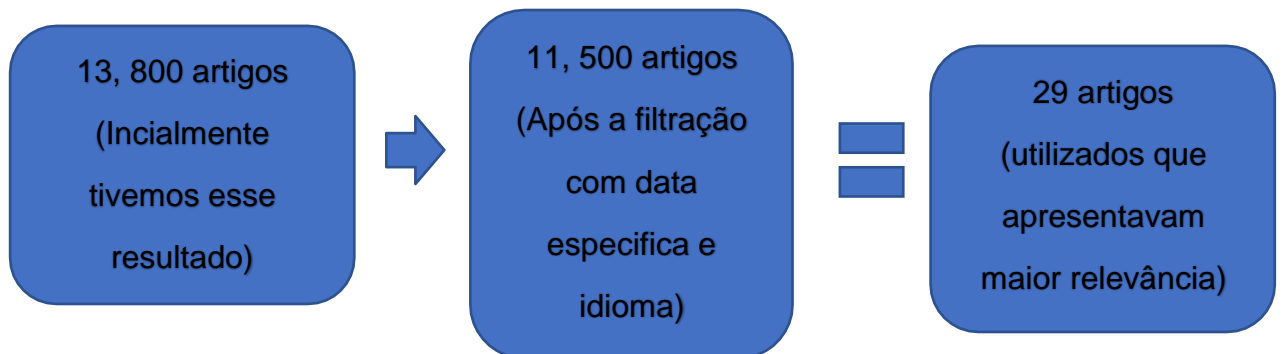 13, 800 artigos
(Incialmente
tivemos esse
resultado)
11, 500 artigos
(Após a filtração
com data
especifica e
idioma)
29 artigos
(utilizados que
apresentavam
maior relevância)